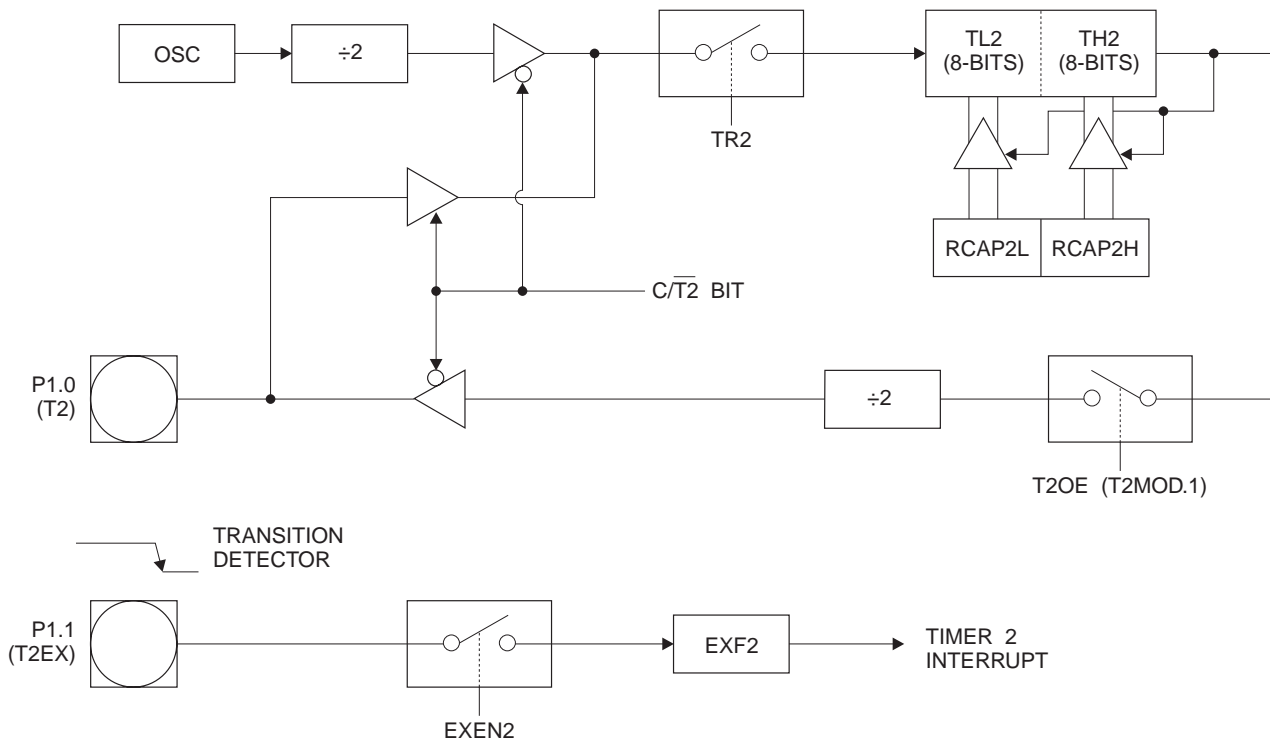 OSC
÷2
TR2
TL2
(8-BITS)
TH2
(8-BITS)
RCAP2L
RCAP2H
C/T̅2̅ BIT
P1.0
(T2)
÷2
T2OE (T2MOD.1)
TRANSITION
DETECTOR
P1.1
(T2EX)
EXEN2
EXF2
TIMER 2
INTERRUPT